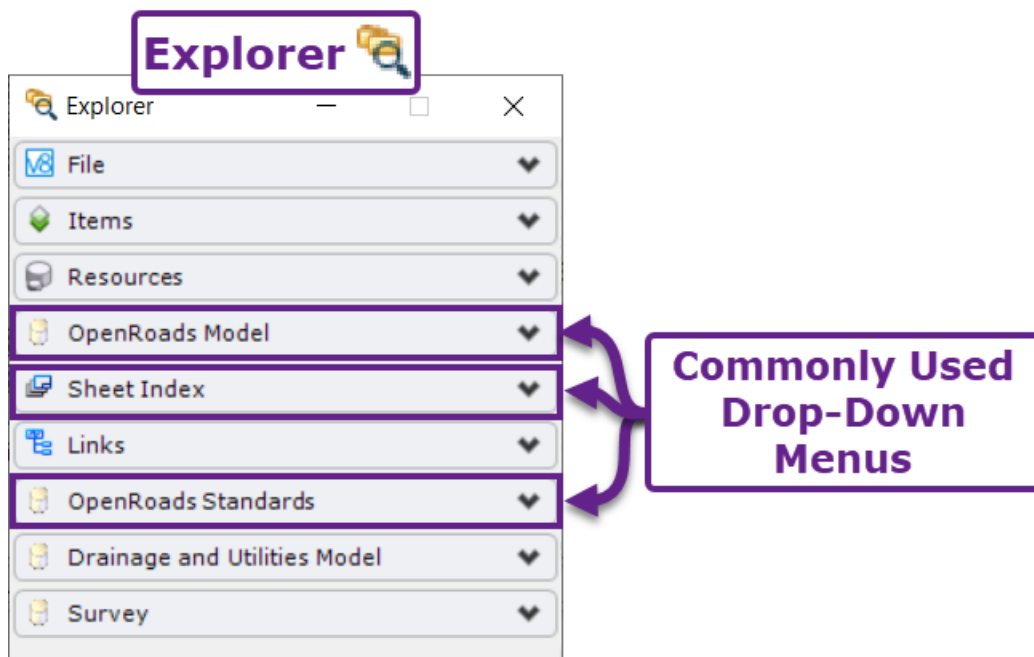 Explorer
Explorer
File
Items
Resources
OpenRoads Model
Sheet Index
Links
OpenRoads Standards
Drainage and Utilities Model
Survey
Commonly Used
Drop-Down
Menus